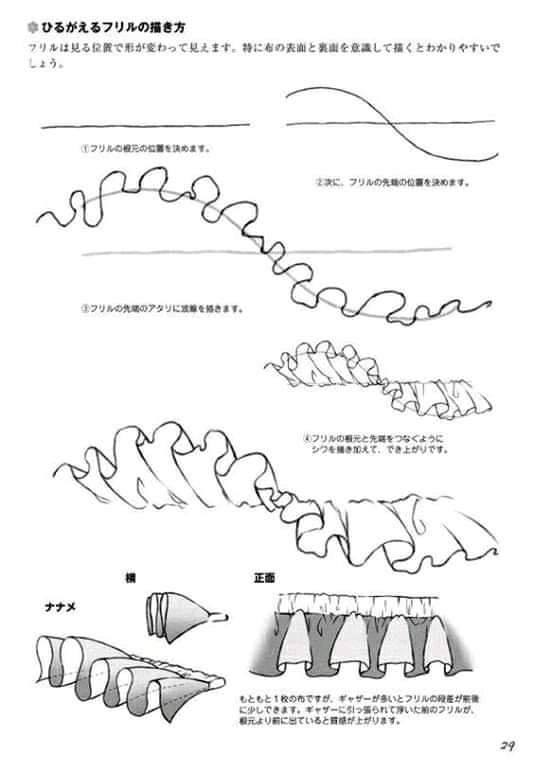 ❋ひるがえるフリルの描き方
フリルは見る位置で形が変わって見えます。特に布の表面と裏面を意識して描くとわかりやすいで
しょう。
①フリルの根元の位置を決めます。
②次に、フリルの先端の位置を決めます。
③フリルの先端のアタリに波線を描きます。
④フリルの根元と先端をつなぐように
シワを描き加えて、でき上がりです。
横
正面
ナナメ
もともと1枚の布ですが、ギャザーが多いとフリルの段差が前後
に少しできます。ギャザーに引っ張られて浮いた前のフリルが、
根元より前に出ていると質感が上がります。
29